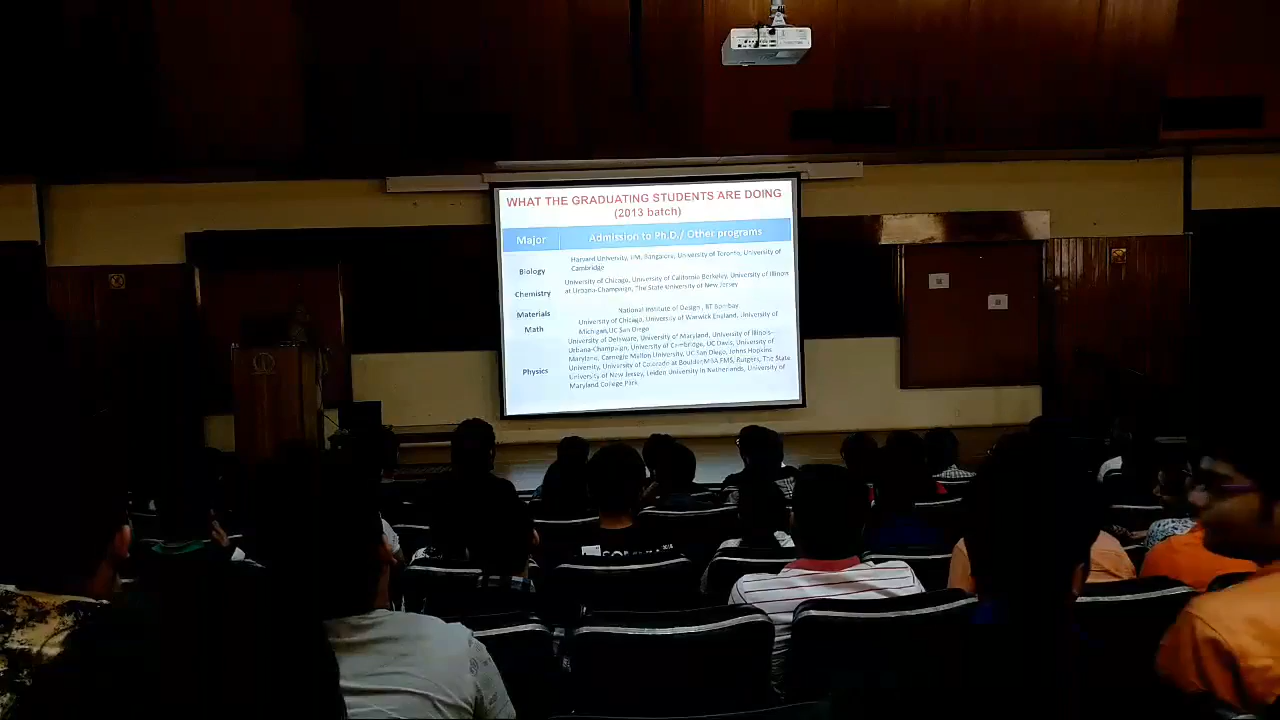 WHAT THE GRADUATING STUDENTS ARE DOING
(2013 batch)
Major Admission to Ph.D./ Other programs
Biology
Harvard University, IIM, Bangalore, University of Toronto, University of
Cambridge
Chemistry
University of Chicago, University of California Berkeley, University of Illinois
at Urbana-Champaign, The State University of New Jersey
Materials
National Institute of Design, IIT Bombay
Math
University of Chicago, University of Warwick England, University of
Michigan, UC San Diego
Physics
University of Delaware, University of Maryland, University of Illinois–
Urbana-Champaign, University of Cambridge, UC Davis, University of
Maryland, Carnegie Mellon University, UC San Diego, Johns Hopkins
University, University of Colorado at Boulder, MBA FMS, Rutgers, The State
University of New Jersey, Leiden University in Netherlands, University of
Maryland College Park